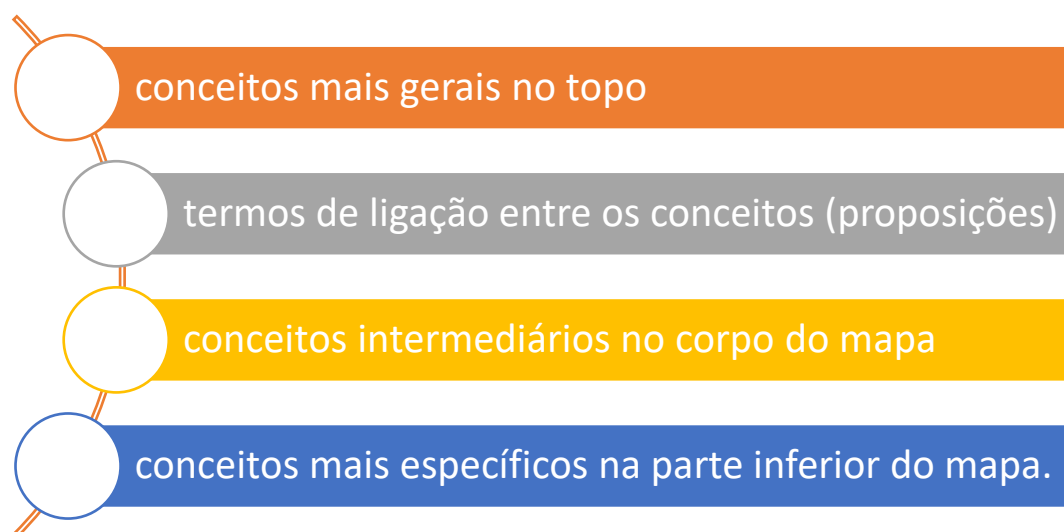 conceitos mais gerais no topo
termos de ligação entre os conceitos (proposições)
conceitos intermediários no corpo do mapa
conceitos mais específicos na parte inferior do mapa.